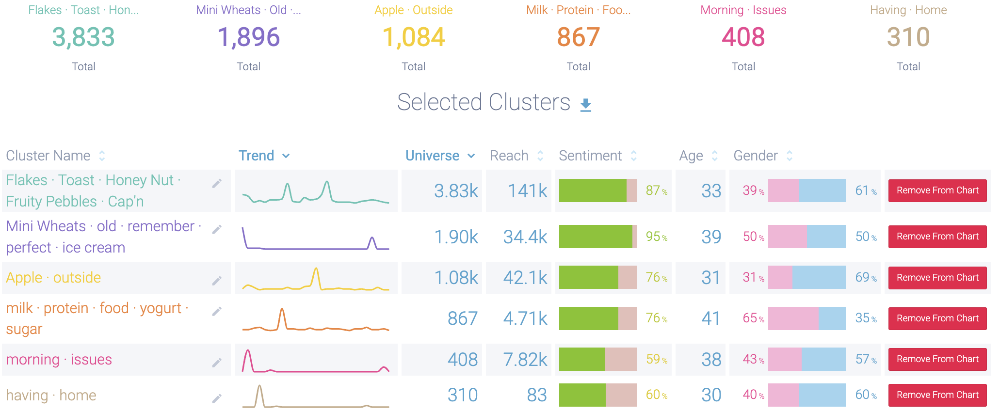 Flakes · Toast · Hon... Mini Wheats · Old ·... Apple · Outside Milk · Protein · Foo... Morning · Issues Having · Home
3,833 1,896 1,084 867 408 310
Total Total Total Total Total Total
Selected Clusters
Cluster Name Trend Universe Reach Sentiment Age Gender
Flakes · Toast · Honey Nut ·
Fruity Pebbles · Cap'n
3.83k 141k 87% 33 39% 61% Remove From Chart
Mini Wheats · old · remember ·
perfect · ice cream
1.90k 34.4k 95% 39 50% 50% Remove From Chart
Apple · outside 1.08k 42.1k 76% 31 31% 69% Remove From Chart
milk · protein · food · yogurt ·
sugar
867 4.71k 76% 41 65% 35% Remove From Chart
morning · issues 408 7.82k 59% 38 43% 57% Remove From Chart
having · home 310 83 60% 30 40% 60% Remove From Chart